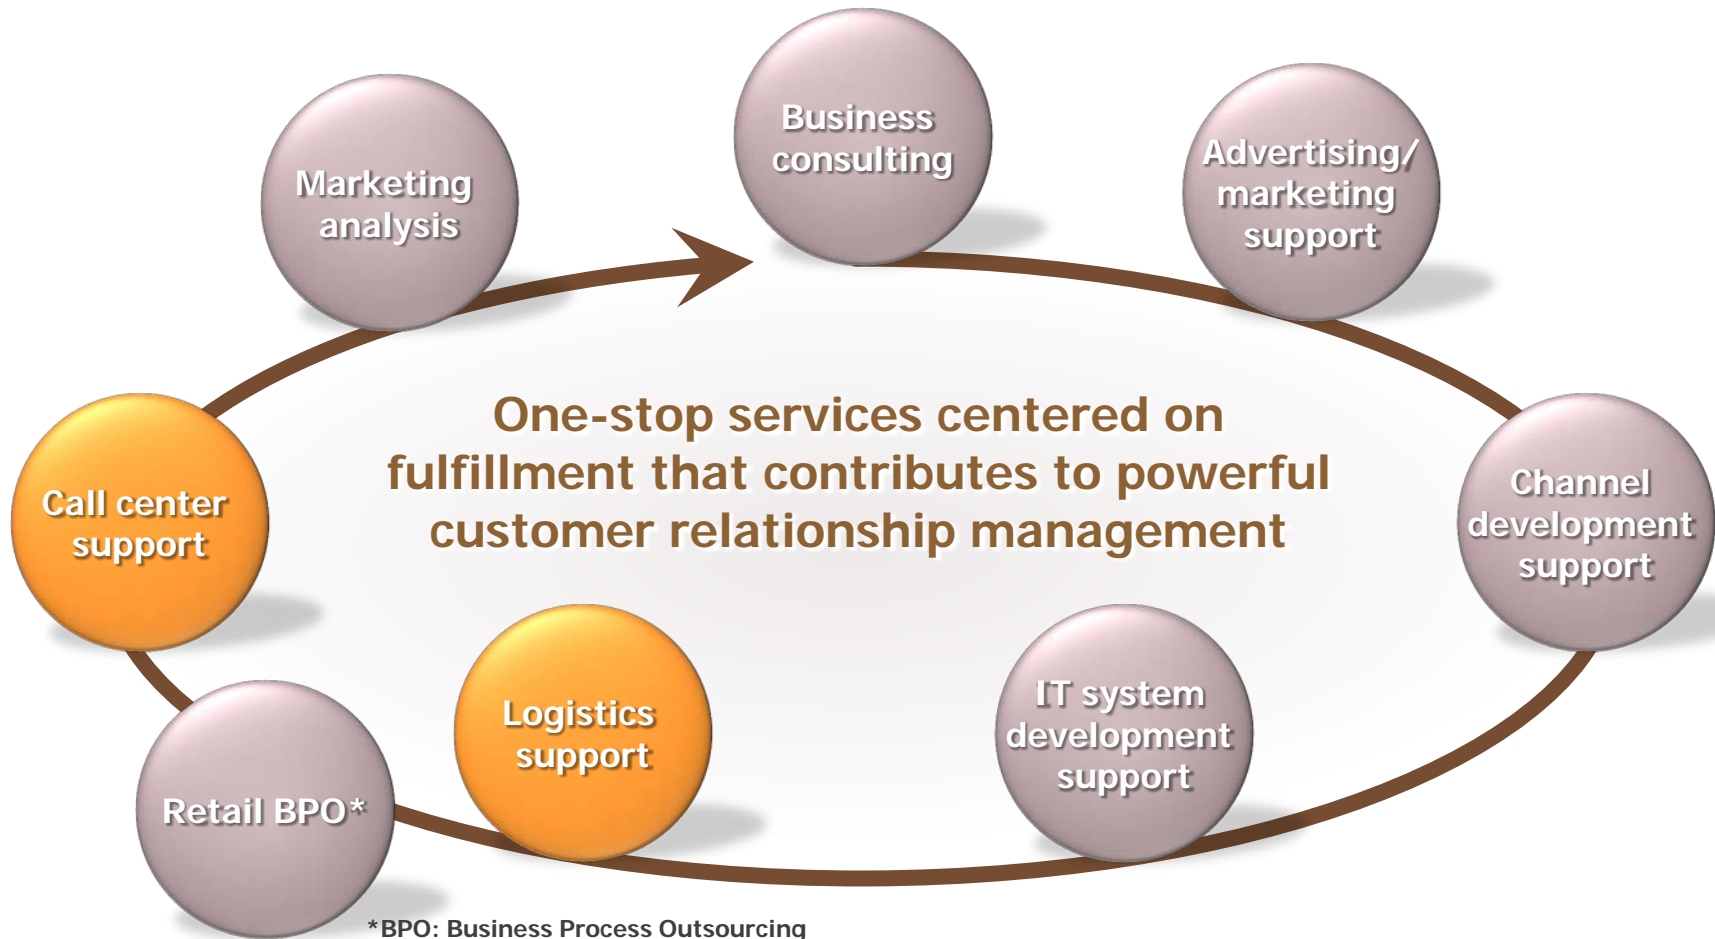 Business
consulting
Advertising/
marketing
support
Marketing
analysis
One-stop services centered on
fulfillment that contributes to powerful
customer relationship management
Call center
support
Channel
development
support
Logistics
support
IT system
development
support
Retail BPO*
*BPO: Business Process Outsourcing